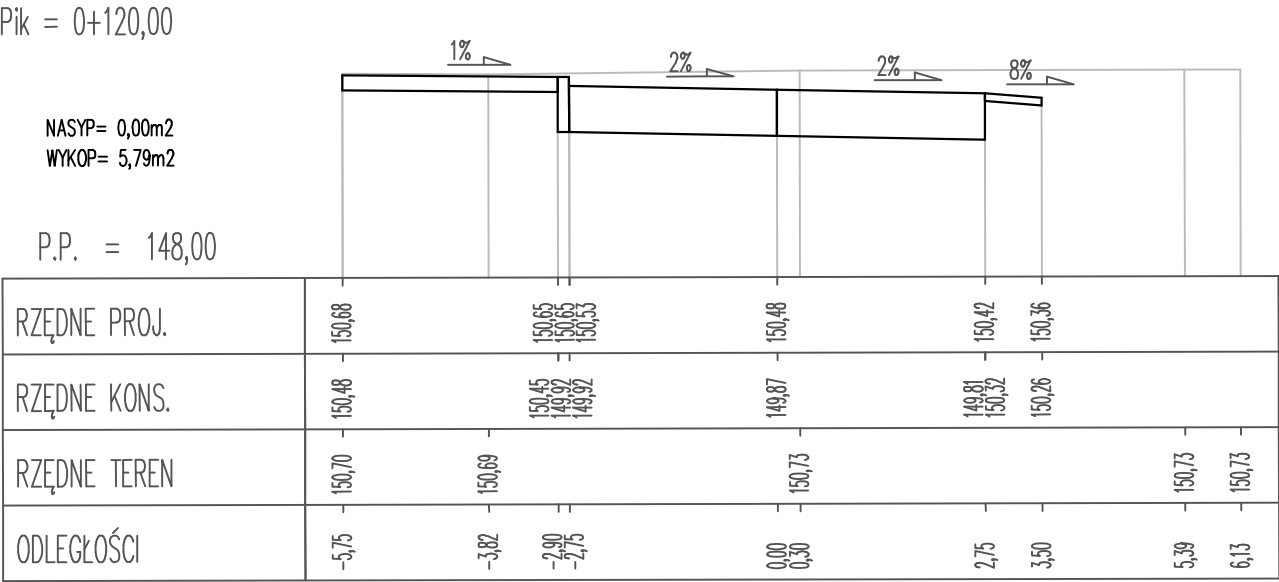 Pik = 0+120,00
1%
2%
2%
8%
NASYP= 0,00m2
WYKOP= 5,79m2
P.P. = 148,00
RZĘDNE PROJ. 150,68 150,65 150,65 150,53 150,48 150,42 150,36
RZĘDNE KONS. 150,48 150,45 149,92 149,92 149,87 149,81 150,32 150,26
RZĘDNE TEREN 150,70 150,69 150,73 150,73 150,73
ODLEGŁOŚCI -5,75 -3,82 -2,90 -2,75 0,00 0,30 2,75 3,50 5,39 6,13